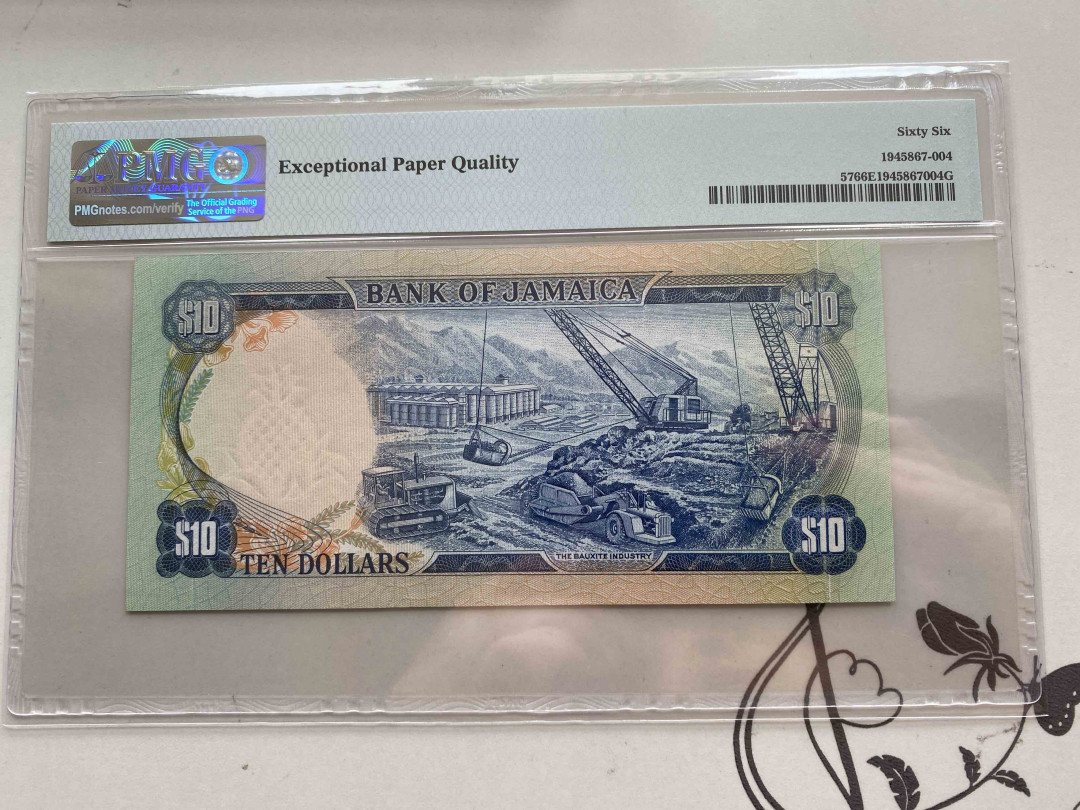 PMG
PAPER MONEY GUARANTY
PMGnotes.com/verify
The Official Grading
Service of the PNG
Exceptional Paper Quality
Sixty Six
1945867-004
5766E1945867004G
BANK OF JAMAICA
$10
$10
$10
TEN DOLLARS
THE BAUXITE INDUSTRY
$10